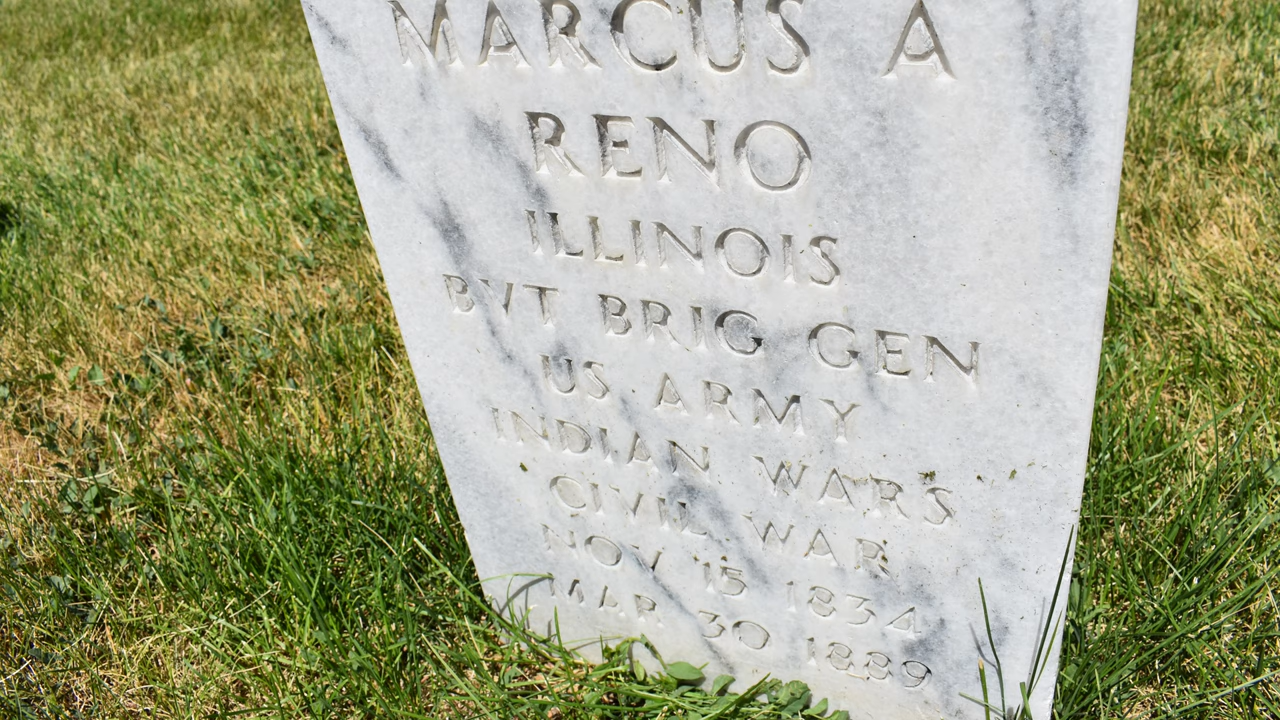 MARCUS A
RENO
ILLINOIS
BVT BRIG GEN
US ARMY
INDIAN WARS
CIVIL WAR
NOV 15 1834
MAR 30 1889